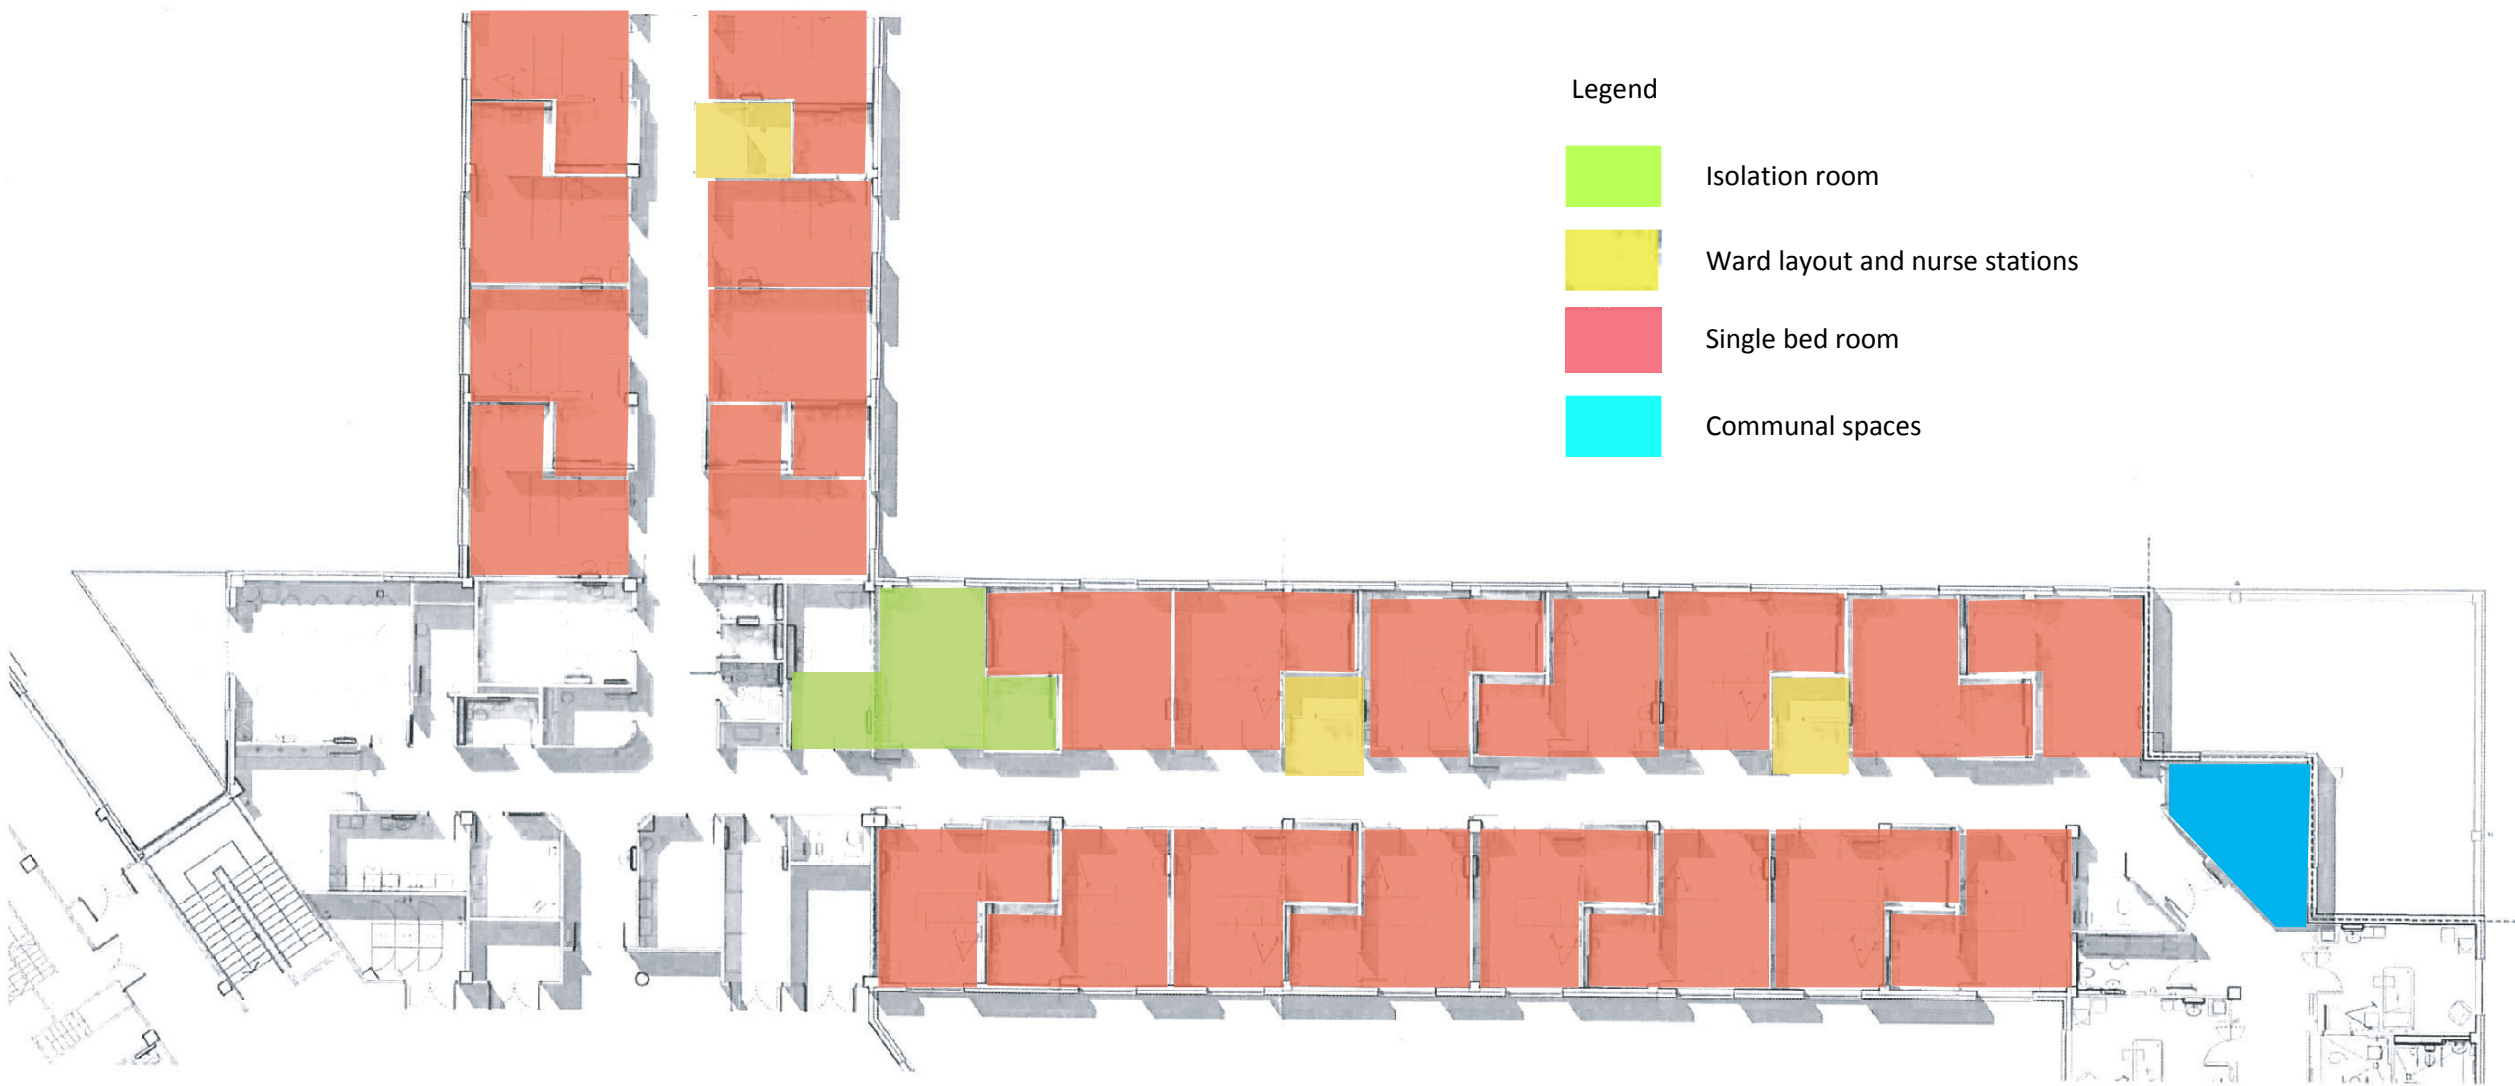 Legend
Isolation room
Ward layout and nurse stations
Single bed room
Communal spaces